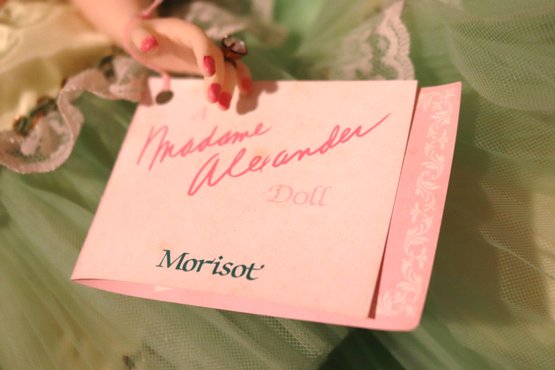 A
Madame
Alexander
Doll
Morisot